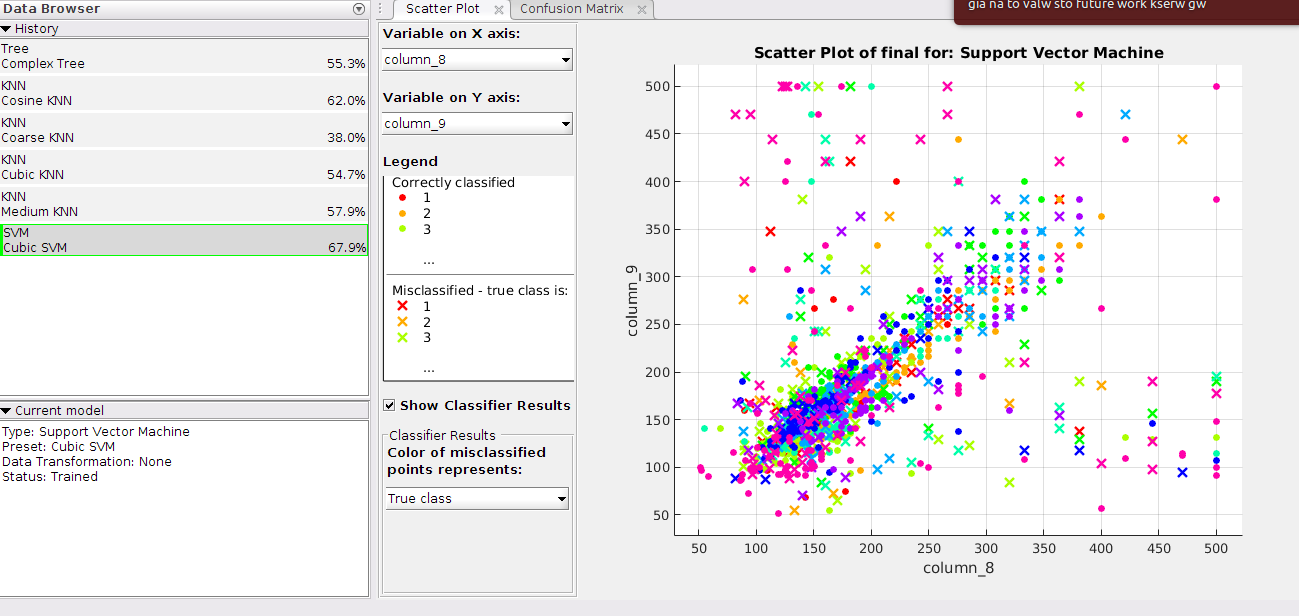 Data Browser
History
Tree
Complex Tree 55.3%
KNN
Cosine KNN 62.0%
KNN
Coarse KNN 38.0%
KNN
Cubic KNN 54.7%
KNN
Medium KNN 57.9%
SVM
Cubic SVM 67.9%
Current model
Type: Support Vector Machine
Preset: Cubic SVM
Data Transformation: None
Status: Trained
Scatter Plot Confusion Matrix
Variable on X axis:
column_8
Variable on Y axis:
column_9
Legend
Correctly classified
1
2
3
...
Misclassified - true class is:
1
2
3
...
Show Classifier Results
Classifier Results
Color of misclassified
points represents:
True class
gia na to valw sto future work kserw gw
Scatter Plot of final for: Support Vector Machine
500
450
400
350
300
250
200
150
100
50
column_9
50 100 150 200 250 300 350 400 450 500
column_8